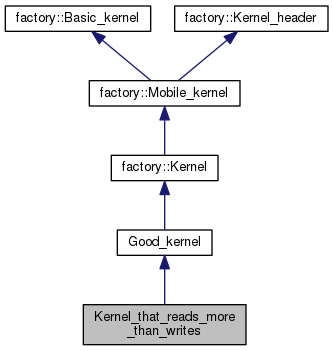 factory::Basic_kernel
factory::Kernel_header
factory::Mobile_kernel
factory::Kernel
Good_kernel
Kernel_that_reads_more
_than_writes